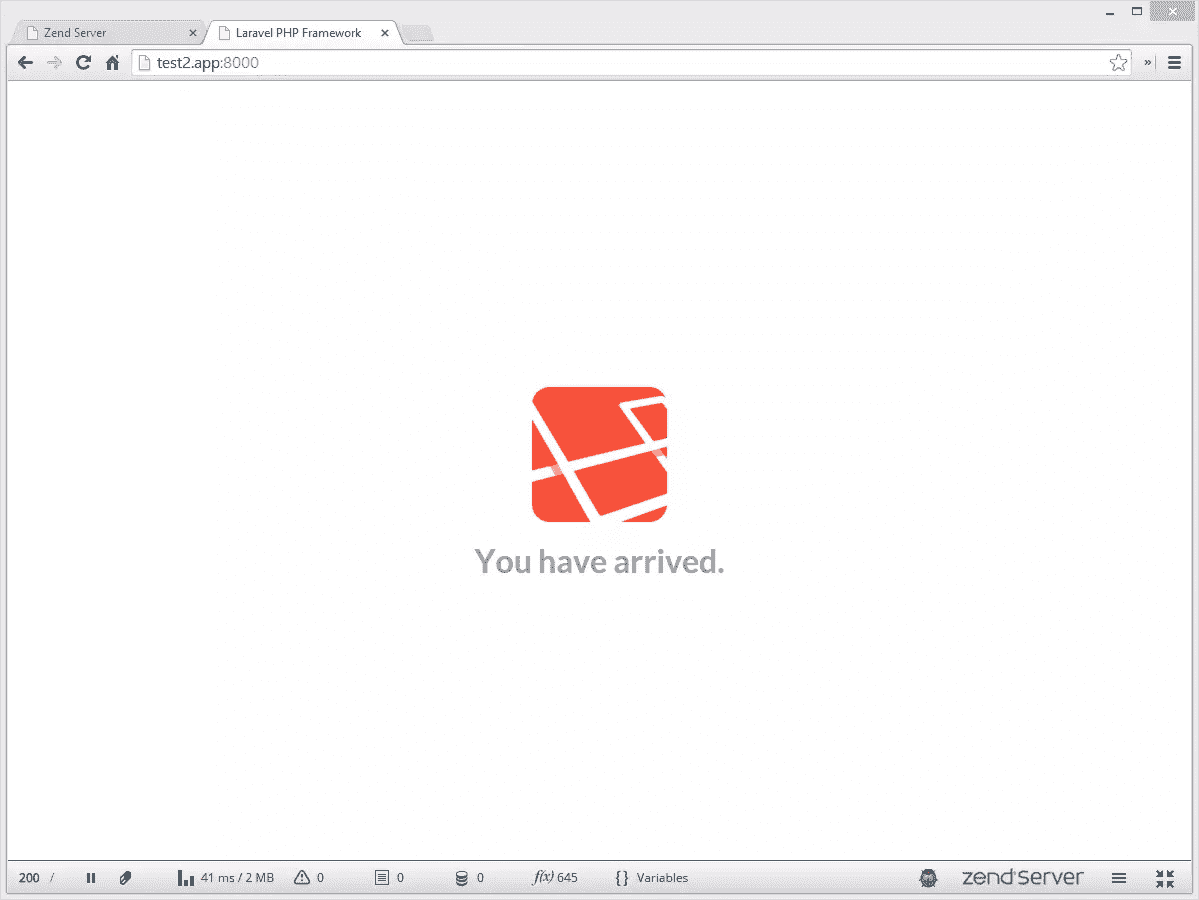 Zend Server
Laravel PHP Framework
test2.app:8000
You have arrived.
200 / 41 ms / 2 MB 0 0 0 f(x) 645 {} Variables zend Server